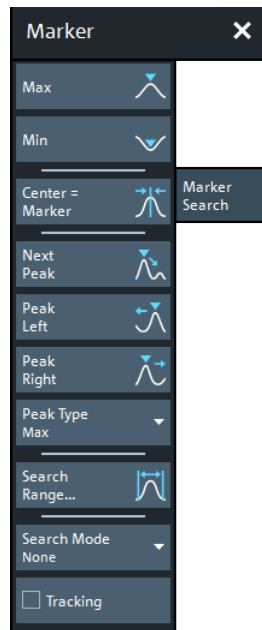 Marker
Max
Min
Center =
Marker
Marker
Search
Next
Peak
Peak
Left
Peak
Right
Peak Type
Max
Search
Range...
Search Mode
None
Tracking